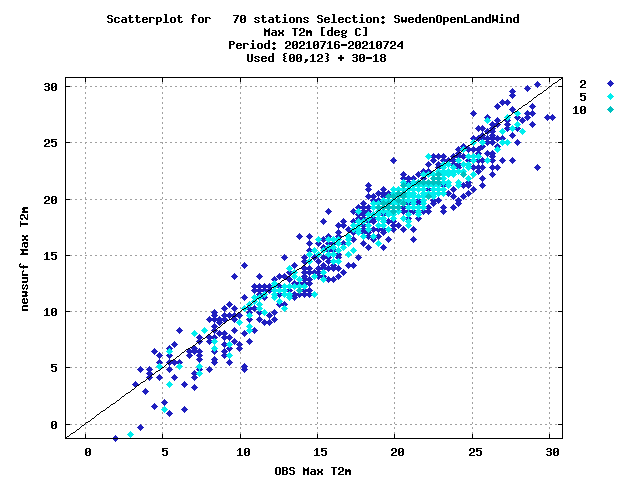 Scatterplot for   70 stations Selection: SwedenOpenLandWind
Max T2m [deg C]
Period: 20210716-20210724
Used {00,12} + 30-18
2
5
10
30
25
20
15
10
5
0
newsurf Max T2m
0 5 10 15 20 25 30
OBS Max T2m